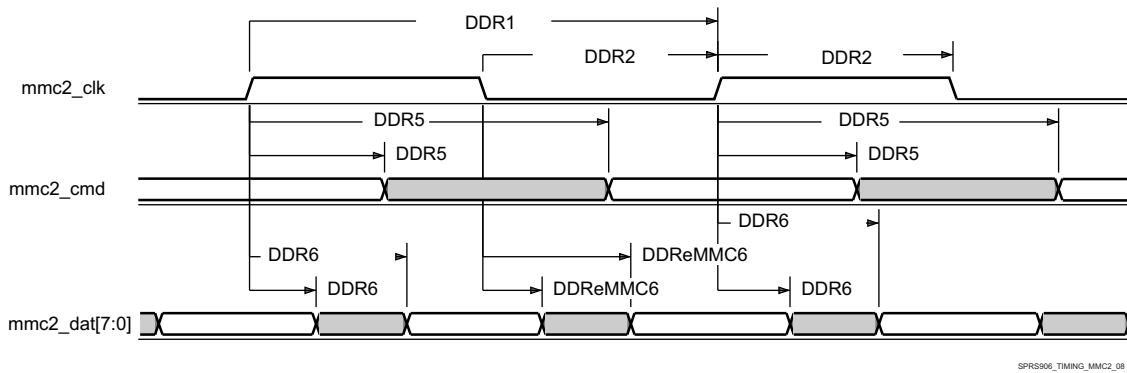 DDR1
DDR2
DDR2
mmc2_clk
DDR5
DDR5
DDR5
DDR5
mmc2_cmd
DDR6
DDR6
DDReMMC6
DDR6
DDReMMC6
DDR6
mmc2_dat[7:0]
SPRS906_TIMING_MMC2_08